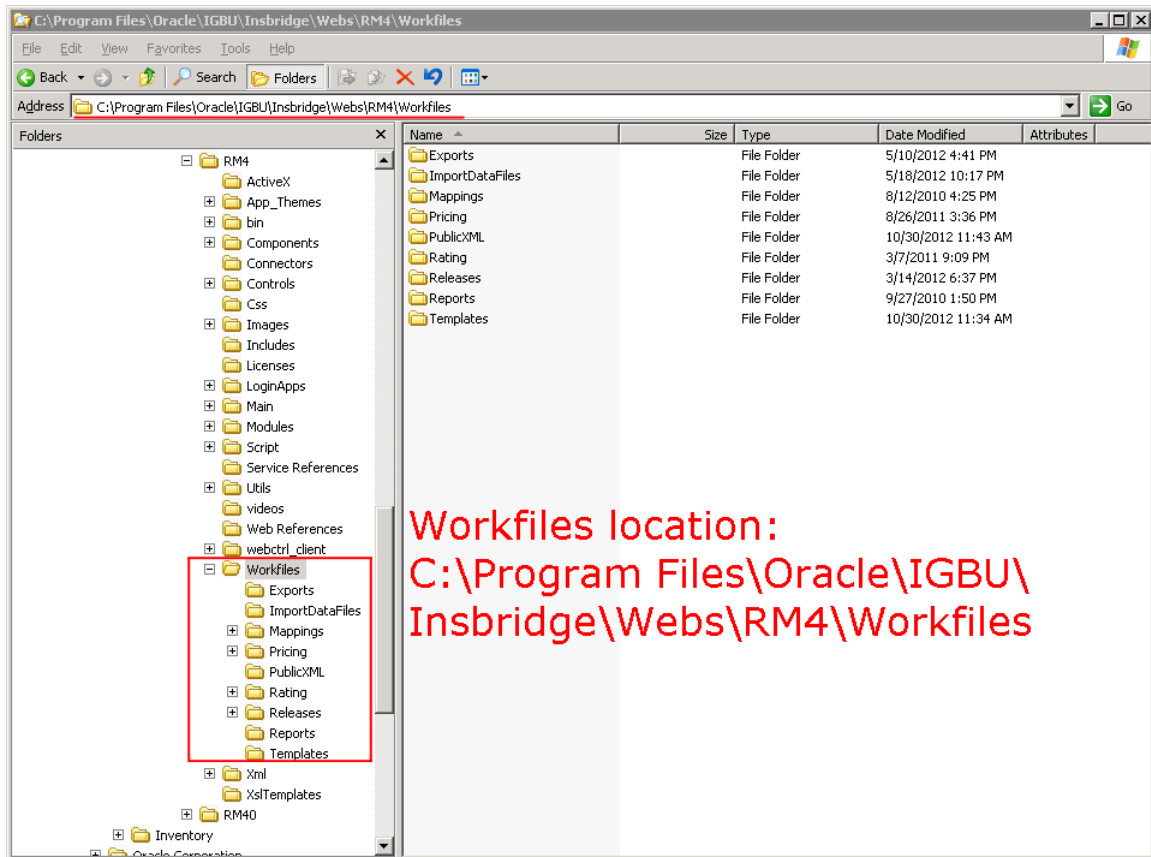 C:\Program Files\Oracle\IGBU\Insbridge\Webs\RM4\Workfiles
File Edit View Favorites Tools Help
Back Search Folders
Address C:\Program Files\Oracle\IGBU\Insbridge\Webs\RM4\Workfiles Go
Folders
RM4
ActiveX
App_Themes
bin
Components
Connectors
Controls
Css
Images
Includes
Licenses
LoginApps
Main
Modules
Script
Service References
Utils
videos
Web References
webctrl_client
Workfiles
Exports
ImportDataFiles
Mappings
Pricing
PublicXML
Rating
Releases
Reports
Templates
Xml
XslTemplates
RM40
Inventory
Oracle Corporation
Name Size Type Date Modified Attributes
Exports File Folder 5/10/2012 4:41 PM
ImportDataFiles File Folder 5/18/2012 10:17 PM
Mappings File Folder 8/12/2010 4:25 PM
Pricing File Folder 8/26/2011 3:36 PM
PublicXML File Folder 10/30/2012 11:43 AM
Rating File Folder 3/7/2011 9:09 PM
Releases File Folder 3/14/2012 6:37 PM
Reports File Folder 9/27/2010 1:50 PM
Templates File Folder 10/30/2012 11:34 AM
Workfiles location:
C:\Program Files\Oracle\IGBU\
Insbridge\Webs\RM4\Workfiles